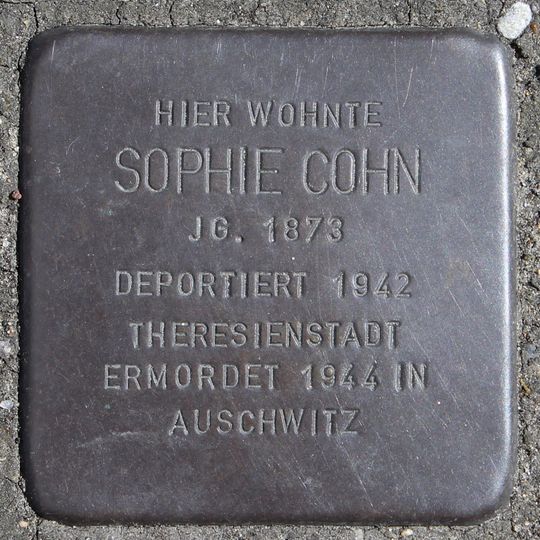 HIER WOHNTE
SOPHIE COHN
JG. 1873
DEPORTIERT 1942
THERESIENSTADT
ERMORDET 1944 IN
AUSCHWITZ